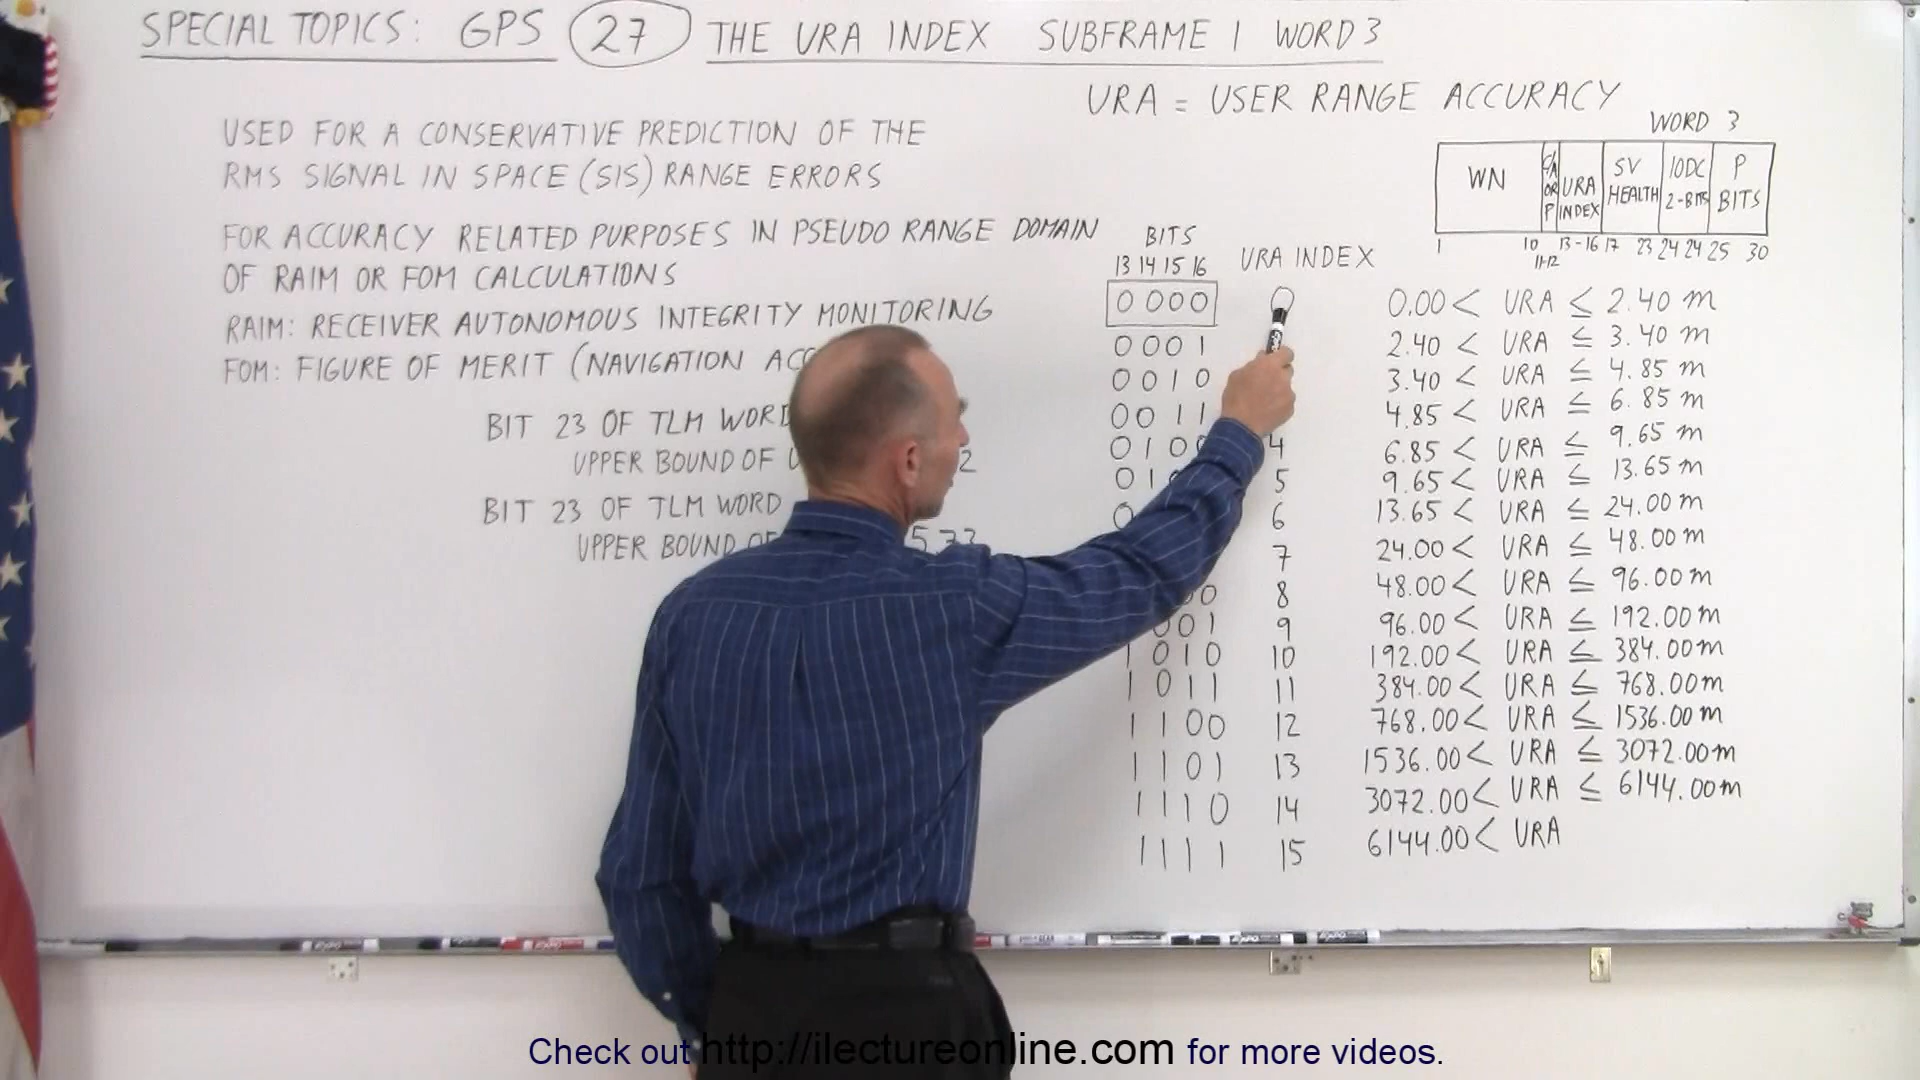 SPECIAL TOPICS: GPS 27 THE URA INDEX SUBFRAME 1 WORD 3
URA = USER RANGE ACCURACY
USED FOR A CONSERVATIVE PREDICTION OF THE
RMS SIGNAL IN SPACE (SIS) RANGE ERRORS
FOR ACCURACY RELATED PURPOSES IN PSEUDO RANGE DOMAIN
OF RAIM OR FOM CALCULATIONS
RAIM: RECEIVER AUTONOMOUS INTEGRITY MONITORING
FOM: FIGURE OF MERIT (NAVIGATION
BIT 23 OF TLM WORD
UPPER BOUND OF
BIT 23 OF TLM WORD
UPPER BOUND 5.73
WORD 3
WN C/A OR P URA INDEX SV HEALTH IODC 2-BITS P BITS
1 10 11-12 13-16 17 23 24 24 25 30
BITS
13 14 15 16 URA INDEX
0000 0 0.00 < URA ≤ 2.40 m
0001 2.40 < URA ≤ 3.40 m
0010 3.40 < URA ≤ 4.85 m
0011 4.85 < URA ≤ 6.85 m
0100 4 6.85 < URA ≤ 9.65 m
5 9.65 < URA ≤ 13.65 m
6 13.65 < URA ≤ 24.00 m
7 24.00 < URA ≤ 48.00 m
8 48.00 < URA ≤ 96.00 m
001 9 96.00 < URA ≤ 192.00 m
1010 10 192.00 < URA ≤ 384.00 m
1011 11 384.00 < URA ≤ 768.00 m
1100 12 768.00 < URA ≤ 1536.00 m
1101 13 1536.00 < URA ≤ 3072.00 m
1110 14 3072.00 < URA ≤ 6144.00 m
1111 15 6144.00 < URA
Check out http://ilectureonline.com for more videos.